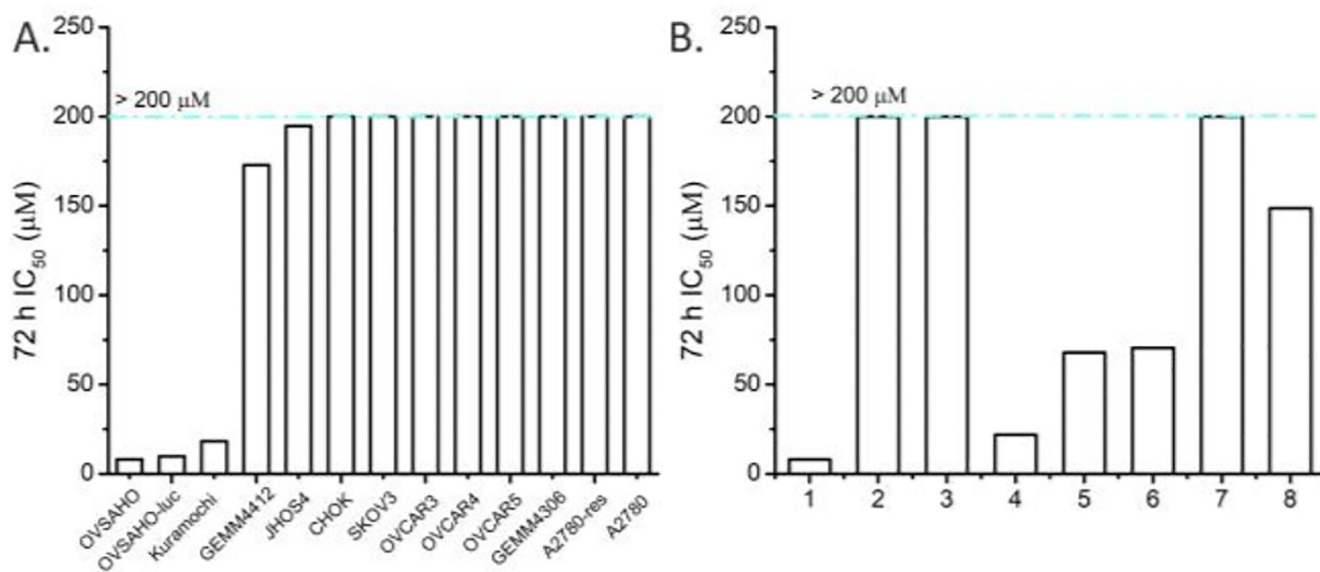 A.
250
> 200 μM
200
150
100
50
0
72 h IC50 (μM)
OVSAHO
OVSAHO-luc
Kuramochi
GEMM4412
JHOS4
CHOK
SKOV3
OVCAR3
OVCAR4
OVCAR5
GEMM4306
A2780-res
A2780
B.
250
> 200 μM
200
150
100
50
0
72 h IC50 (μM)
1 2 3 4 5 6 7 8